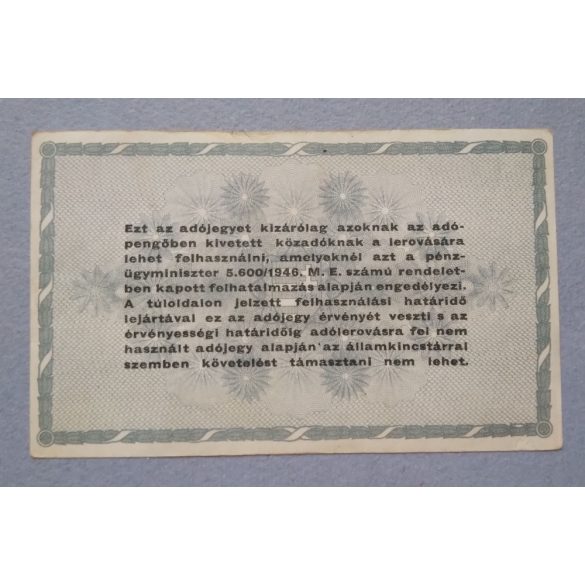 Ezt az adójegyet kizárólag azoknak az adó-
pengőben kivetett közadóknak a lerovására
lehet felhasználni, amelyeknél azt a pénz-
ügyminiszter 5.600/1946. M. E. számú rendelet-
ben kapott felhatalmazás alapján engedélyezi.
A túloldalon jelzett felhasználási határidő
lejártával ez az adójegy érvényét veszti s az
érvényességi határidőig adólerovásra fel nem
használt adójegy alapján az államkincstárral
szemben követelést támasztani nem lehet.